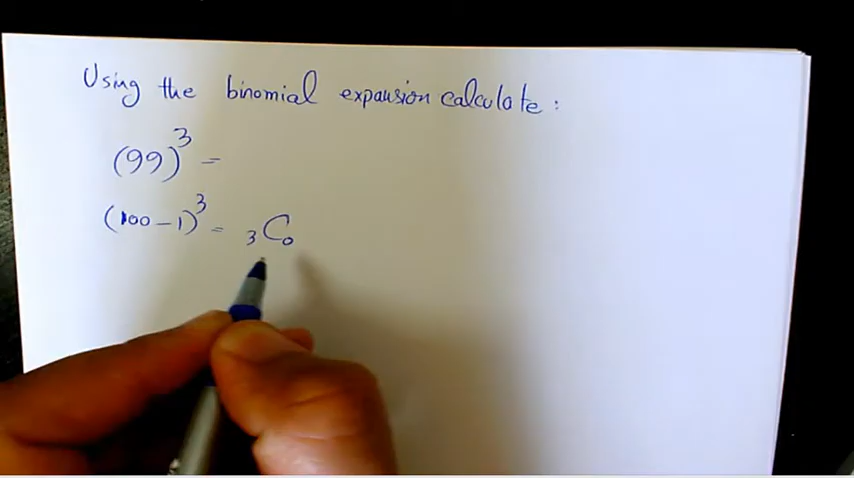 Using the binomial expansion calculate:
(99)³ =
(100-1)³ = ₃C₀